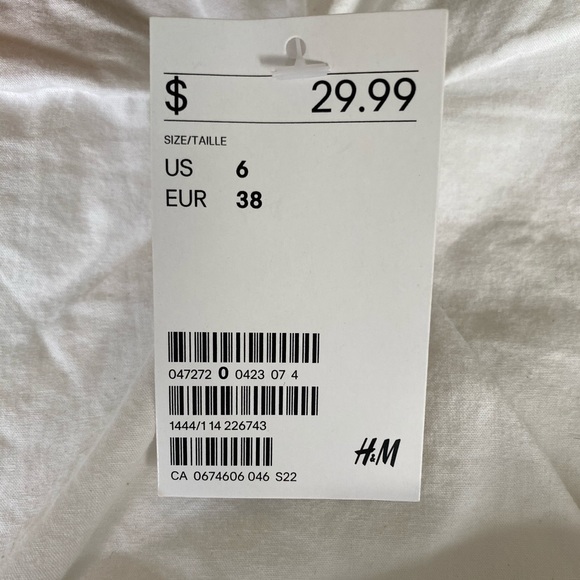 $ 29.99
SIZE/TAILLE
US 6
EUR 38
047272 0 0423 07 4
1444/1 14 226743
H&M
CA 0674606 046 S22